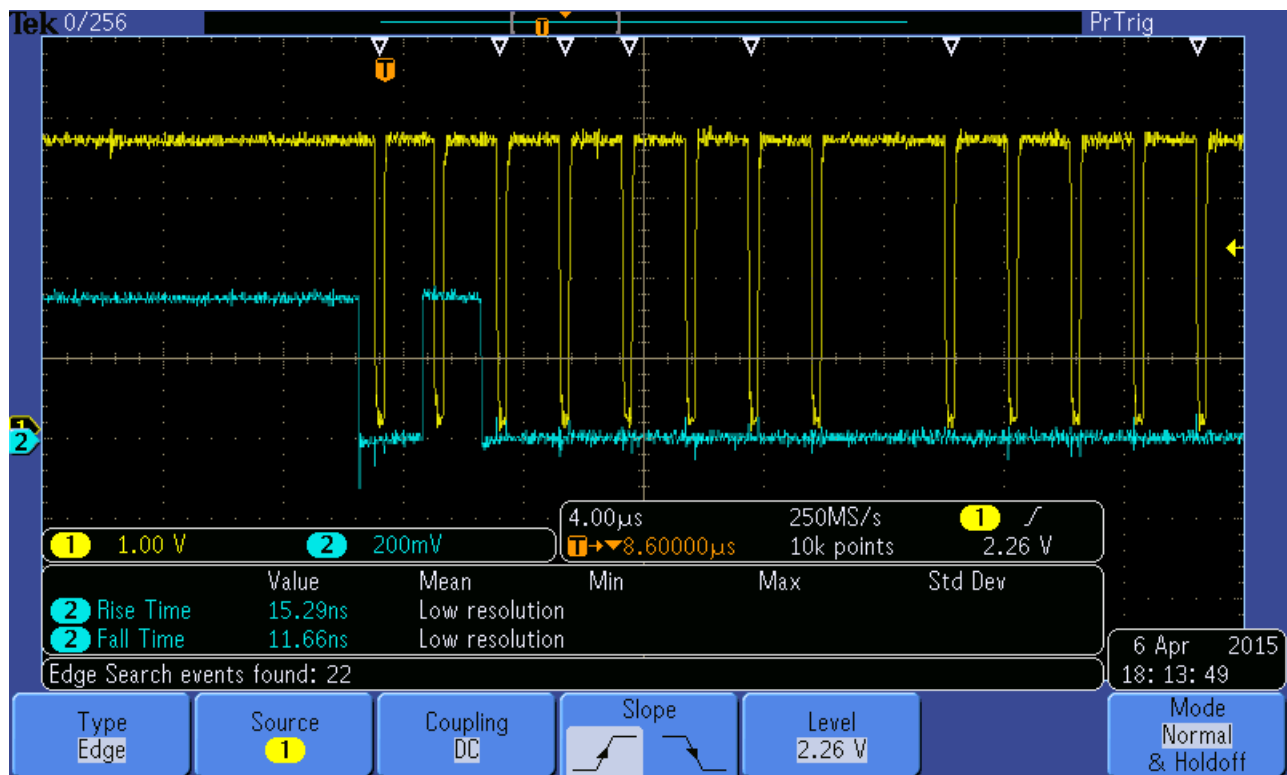 Tek 0/256 PrTrig
T
T
1
2
4.00µs 250MS/s 1
1 1.00 V 2 200mV T→▼8.60000µs 10k points 2.26 V
Value Mean Min Max Std Dev
2 Rise Time 15.29ns Low resolution
2 Fall Time 11.66ns Low resolution
6 Apr 2015
Edge Search events found: 22
18: 13: 49
Type Source Coupling Slope Level Mode
Edge 1 DC 2.26 V Normal
& Holdoff